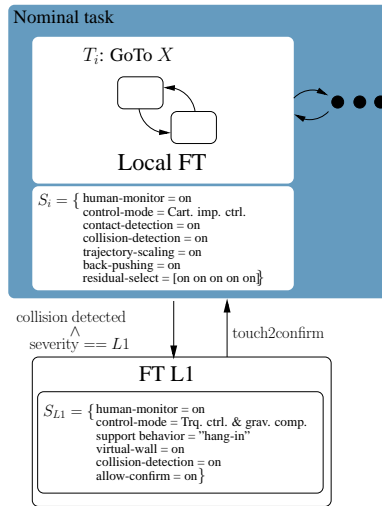 Nominal task
T_i: GoTo X
Local FT
S_i = { human-monitor = on
control-mode = Cart. imp. ctrl.
contact-detection = on
collision-detection = on
trajectory-scaling = on
back-pushing = on
residual-select = [on on on on on]}
collision detected
∧
severity == L1
touch2confirm
FT L1
S_{L1} = { human-monitor = on
control-mode = Trq. ctrl. & grav. comp.
support behavior = "hang-in"
virtual-wall = on
collision-detection = on
allow-confirm = on }